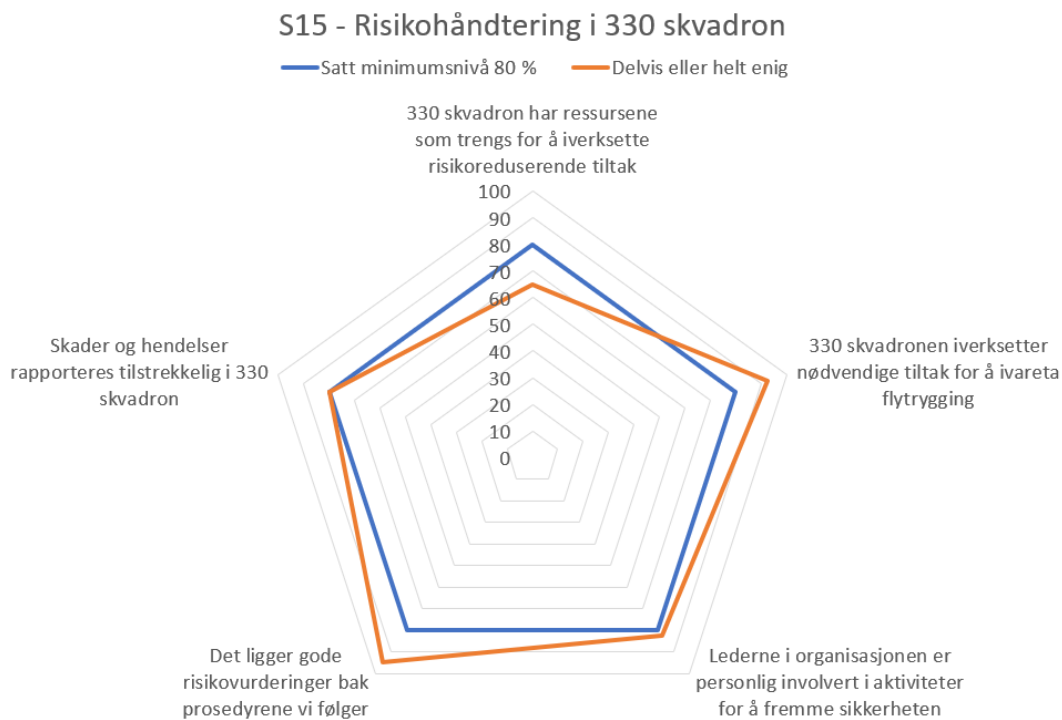 S15 - Risikohåndtering i 330 skvadron
Satt minimumsnivå 80 %
Delvis eller helt enig
330 skvadron har ressursene
som trengs for å iverksette
risikoreduserende tiltak
100
90
80
70
60
50
40
30
20
10
0
330 skvadronen iverksetter
nødvendige tiltak for å ivareta
flytrygging
Lederne i organisasjonen er
personlig involvert i aktiviteter
for å fremme sikkerheten
Det ligger gode
risikovurderinger bak
prosedyrene vi følger
Skader og hendelser
rapporteres tilstrekkelig i 330
skvadron